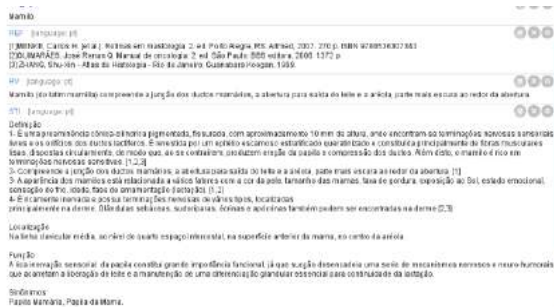 Mamilo
REF [language: pt]
[1]MENKE, Carlos H. [et al.]. Rotinas em mastologia. 2. ed. Porto Alegre, RS: Artmed, 2007. 270 p. ISBN
[2]GUIMARÃES, José Renan Q. Manual de oncologia. 2. ed. São Paulo: BBS editora, 2006. 1372 p.
[3]ZHANG, Shu-Xin - Atlas de Histologia - Rio de Janeiro: Guanabara Koogan, 1999.
[language: pt]
Mamilo (do latim mamilla) compreende a junção dos ductos mamários, a abertura para saída do leite e a aréola, parte mais escura ao redor da abertura.
[language: pt]
Definição
1- É uma proeminência cônica-cilíndrica pigmentada, fissurada, com aproximadamente 10 mm de altura, onde encontram-se terminações nervosas sensoriais
livres e os orifícios dos ductos lactíferos. É revestida por um epitélio escamoso estratificado queratinizado e constituída principalmente de fibras musculares
lisas, dispostas circularmente, de modo que, ao se contraírem, produzem ereção da papila e compressão dos ductos. Além disto, o mamilo é rico em
terminações nervosas sensitivas. [1,2,3]
2- Compreende a junção dos ductos mamários, a abertura para saída do leite e a aréola, parte mais escura ao redor da abertura. [1]
3- A aparência dos mamilos está relacionada a vários fatores como a cor da pele, tamanho das mamas, taxa de gordura, exposição ao Sol, estado emocional,
sensação de frio, idade, fase de amamentação (lactação). [1,2]
4- É ricamente inervada e possui terminações nervosas de vários tipos, localizadas
principalmente na derme. Glândulas sebáceas, sudoríparas, écrinas e apócrinas também podem ser encontradas na derme.[2,3]
Localização
Na linha clavicular média, ao nível do quarto espaço intercostal, na superfície anterior da mama, no centro da aréola
Função
A rica inervação sensorial da papila constitui grande importância funcional, já que sucção desencadeia uma serie de mecanismos nervosos e neuro-humorais
que acarretam a liberação de leite e a manutenção de uma diferenciação glandular essencial para continuidade da lactação.
Sinônimos
Papila Mamária, Papila da Mama.